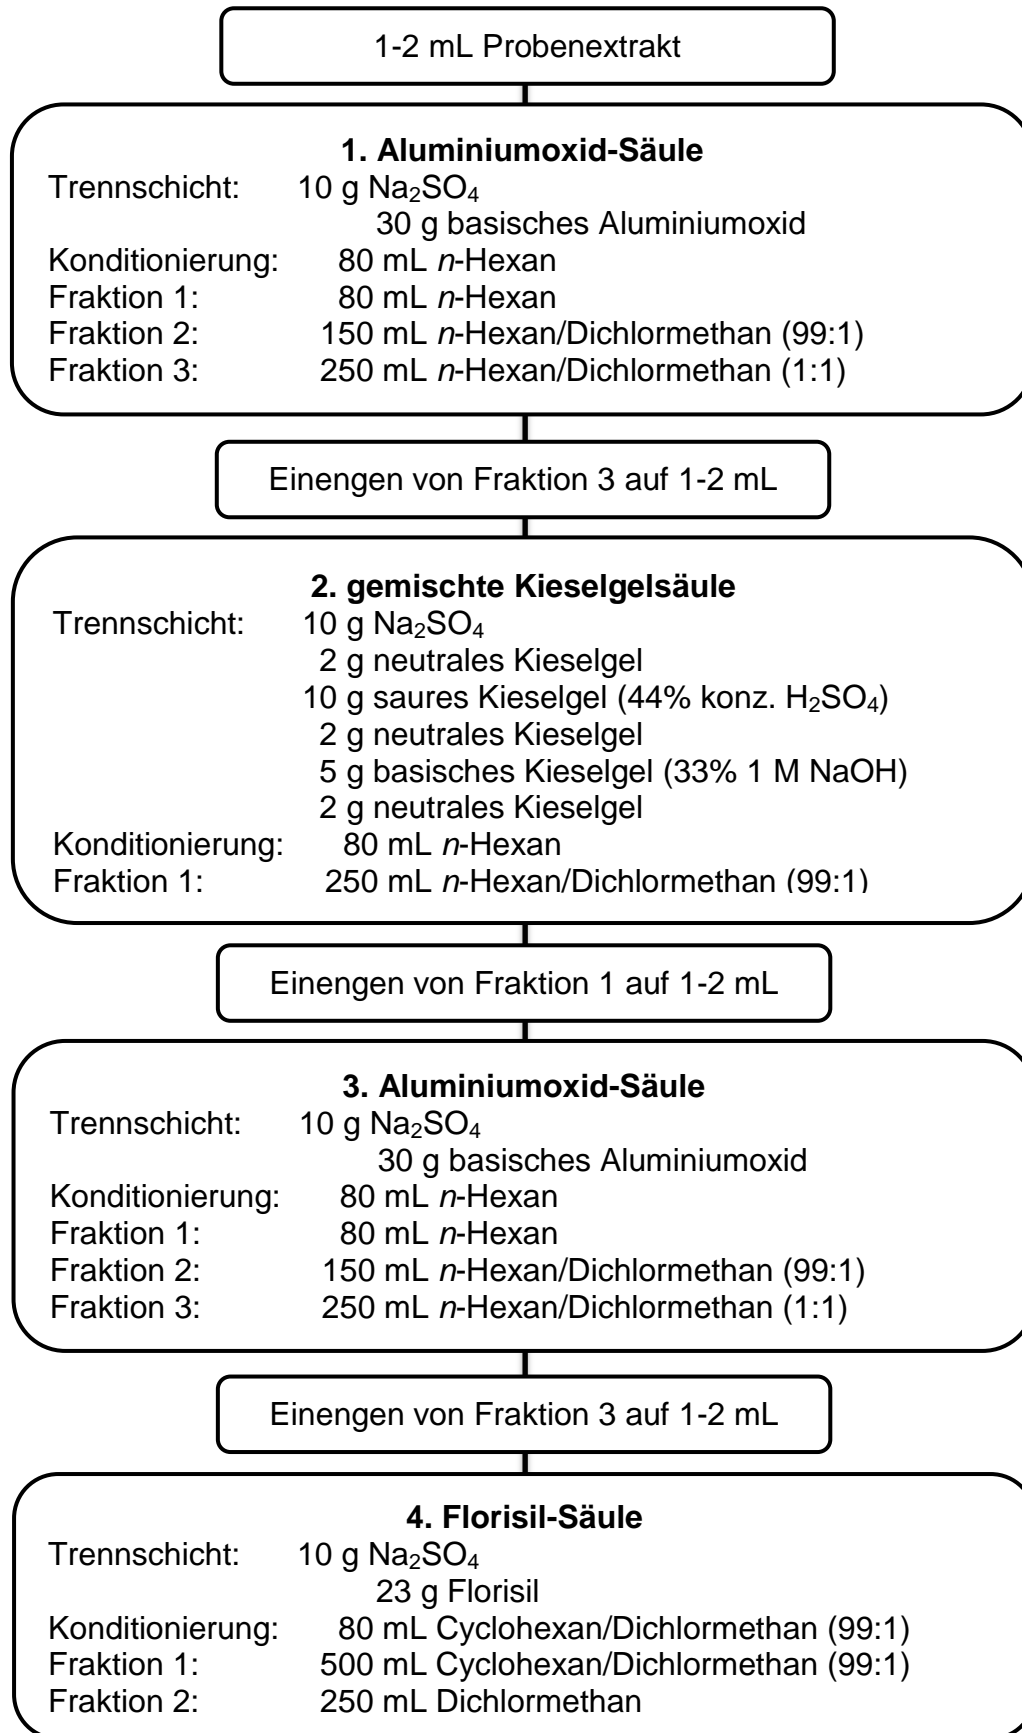 1-2 mL Probenextrakt
1. Aluminiumoxid-Säule
Trennschicht: 10 g Na₂SO₄
30 g basisches Aluminiumoxid
Konditionierung: 80 mL n-Hexan
Fraktion 1: 80 mL n-Hexan
Fraktion 2: 150 mL n-Hexan/Dichlormethan (99:1)
Fraktion 3: 250 mL n-Hexan/Dichlormethan (1:1)
Einengen von Fraktion 3 auf 1-2 mL
2. gemischte Kieselgelsäule
Trennschicht: 10 g Na₂SO₄
2 g neutrales Kieselgel
10 g saures Kieselgel (44% konz. H₂SO₄)
2 g neutrales Kieselgel
5 g basisches Kieselgel (33% 1 M NaOH)
2 g neutrales Kieselgel
Konditionierung: 80 mL n-Hexan
Fraktion 1: 250 mL n-Hexan/Dichlormethan (99:1)
Einengen von Fraktion 1 auf 1-2 mL
3. Aluminiumoxid-Säule
Trennschicht: 10 g Na₂SO₄
30 g basisches Aluminiumoxid
Konditionierung: 80 mL n-Hexan
Fraktion 1: 80 mL n-Hexan
Fraktion 2: 150 mL n-Hexan/Dichlormethan (99:1)
Fraktion 3: 250 mL n-Hexan/Dichlormethan (1:1)
Einengen von Fraktion 3 auf 1-2 mL
4. Florisil-Säule
Trennschicht: 10 g Na₂SO₄
23 g Florisil
Konditionierung: 80 mL Cyclohexan/Dichlormethan (99:1)
Fraktion 1: 500 mL Cyclohexan/Dichlormethan (99:1)
Fraktion 2: 250 mL Dichlormethan